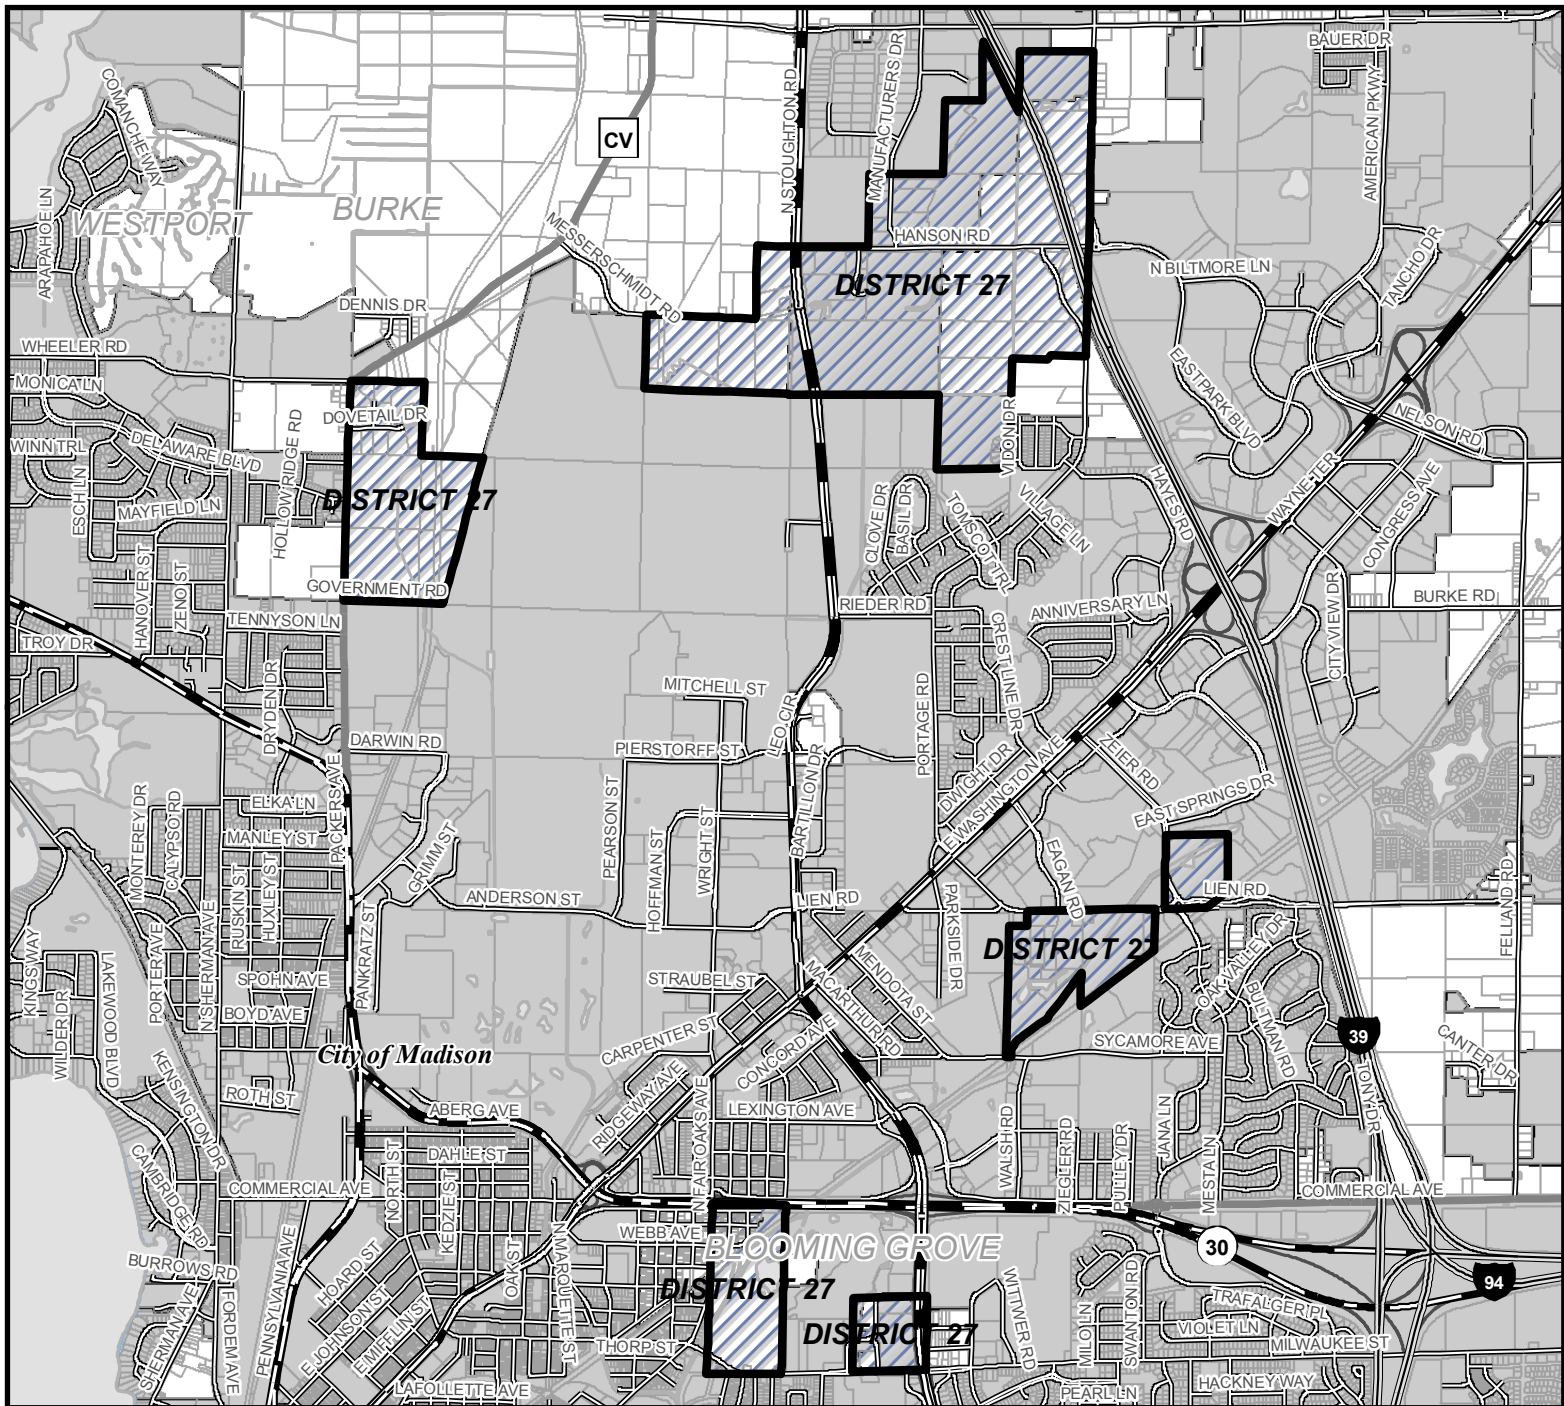 BAUER DR
COMANCHE WAY
N STOUGHTON RD
MANUFACTURERS DR
AMERICAN PKWY
CV
ARAPAHOE LN
WESTPORT
BURKE
MESSERSCHMIDT RD
HANSON RD
N BILTMORE LN
TANCHO DR
DISTRICT 27
DENNIS DR
WHEELER RD
MONICA LN
EASTPARK BLVD
DOVETAIL DR
HOLLOWRIDGE RD
VIDON DR
NELSON RD
WINN TRL
DELAWARE BLVD
ESCH LN
MAYFIELD LN
DISTRICT 27
HAYES RD
WAYNE TER
CONGRESS AVE
CLOVE DR
BASIL DR
TOMSCOTT TRL
VILLAGE LN
HANOVER ST
ZENO ST
GOVERNMENT RD
TENNYSON LN
TROY DR
RIEDER RD
ANNIVERSARY LN
CRESTLINE DR
BURKE RD
CITY VIEW DR
DRYDEN DR
MITCHELL ST
LEO CIR
PORTAGE RD
DARWIN RD
PIERSTORFF ST
BARTILLON DR
DWIGHT DR
E WASHINGTON AVE
ZEIER RD
EAST SPRINGS DR
MONTEREY DR
CALYPSO RD
ELKA LN
MANLEY ST
PACKERS AVE
GRIMM ST
PEARSON ST
HOFFMAN ST
WRIGHT ST
EAGAN RD
RUSKIN ST
HUXLEY ST
ANDERSON ST
LIEN RD
PARKSIDE DR
LIEN RD
FELLAND RD
KINGS WAY
WILDER DR
LAKEWOOD BLVD
PORTER AVE
N SHERMAN AVE
SPOHN AVE
PANKRATZ ST
BOYD AVE
STRAUBEL ST
MACARTHUR RD
MENDOTA ST
DISTRICT 27
OAK VALLEY DR
BULTMAN RD
CARPENTER ST
CONCORD AVE
SYCAMORE AVE
39
CANTER DR
City of Madison
KENSINGTON DR
ROTH ST
ABERG AVE
RIDGEWAY AVE
N FAIR OAKS AVE
LEXINGTON AVE
WALSH RD
ZIEGLER RD
PULLEY DR
JANA LN
MESTA LN
TONY DR
CAMBRIDGE RD
DAHLE ST
NORTH ST
KEDZIE ST
COMMERCIAL AVE
COMMERCIAL AVE
WEBB AVE
BLOOMING GROVE
30
BURROWS RD
HOARD ST
OAK ST
N MARQUETTE ST
DISTRICT 27
94
SHERMAN AVE
FORDEM AVE
PENNSYLVANIA AVE
E JOHNSON ST
E MIFFLIN ST
THORP ST
DISTRICT 27
WITTWER RD
MILO LN
SWANTON RD
TRAFALGER PL
VIOLET LN
MILWAUKEE ST
LAFOLLETTE AVE
PEARL LN
HACKNEY WAY